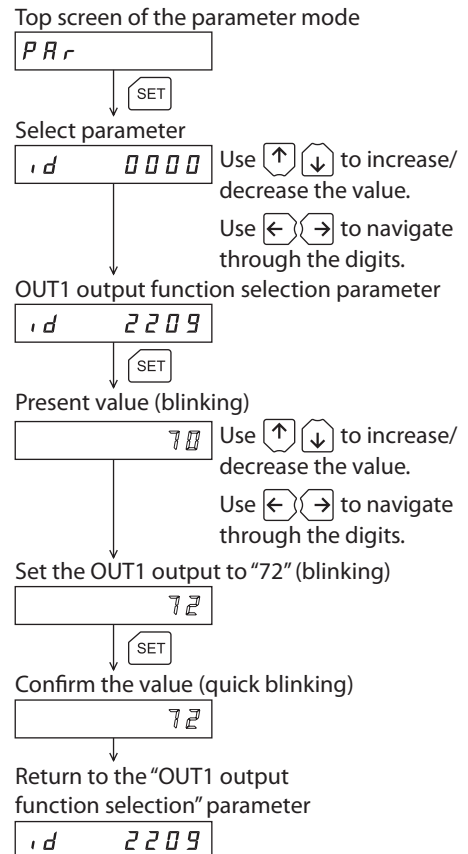 Top screen of the parameter mode
PAr
SET
Select parameter
id 0000
Use ↑ ↓ to increase/
decrease the value.
Use ← → to navigate
through the digits.
OUT1 output function selection parameter
id 2209
SET
Present value (blinking)
70
Use ↑ ↓ to increase/
decrease the value.
Use ← → to navigate
through the digits.
Set the OUT1 output to “72” (blinking)
72
SET
Confirm the value (quick blinking)
72
Return to the “OUT1 output
function selection” parameter
id 2209